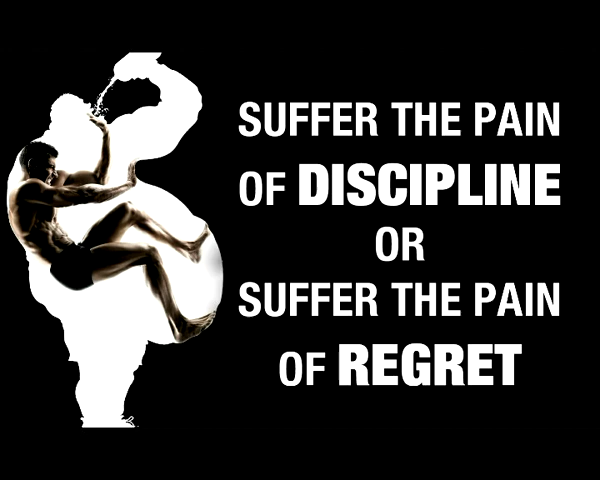 SUFFER THE PAIN
OF DISCIPLINE
OR
SUFFER THE PAIN
OF REGRET